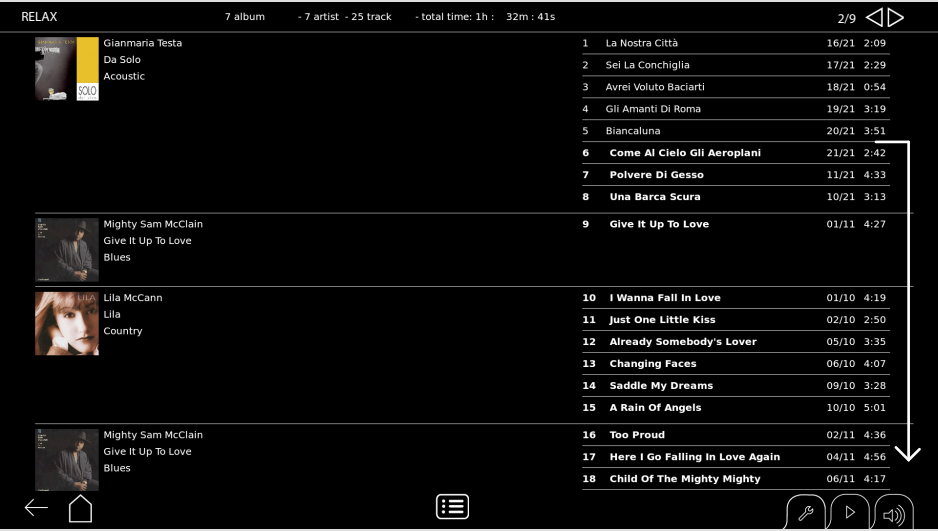 RELAX 7 album - 7 artist - 25 track - total time: 1h : 32m : 41s 2/9
Gianmaria Testa
Da Solo
Acoustic
SOLO
1 La Nostra Città 16/21 2:09
2 Sei La Conchiglia 17/21 2:29
3 Avrei Voluto Baciarti 18/21 0:54
4 Gli Amanti Di Roma 19/21 3:19
5 Biancaluna 20/21 3:51
6 Come Al Cielo Gli Aeroplani 21/21 2:42
7 Polvere Di Gesso 11/21 4:33
8 Una Barca Scura 10/21 3:13
Mighty Sam McClain
Give It Up To Love
Blues
9 Give It Up To Love 01/11 4:27
LILA
Lila McCann
Lila
Country
10 I Wanna Fall In Love 01/10 4:19
11 Just One Little Kiss 02/10 2:50
12 Already Somebody's Lover 05/10 3:35
13 Changing Faces 06/10 4:07
14 Saddle My Dreams 09/10 3:28
15 A Rain Of Angels 10/10 5:01
Mighty Sam McClain
Give It Up To Love
Blues
16 Too Proud 02/11 4:36
17 Here I Go Falling In Love Again 04/11 4:56
18 Child Of The Mighty Mighty 06/11 4:17